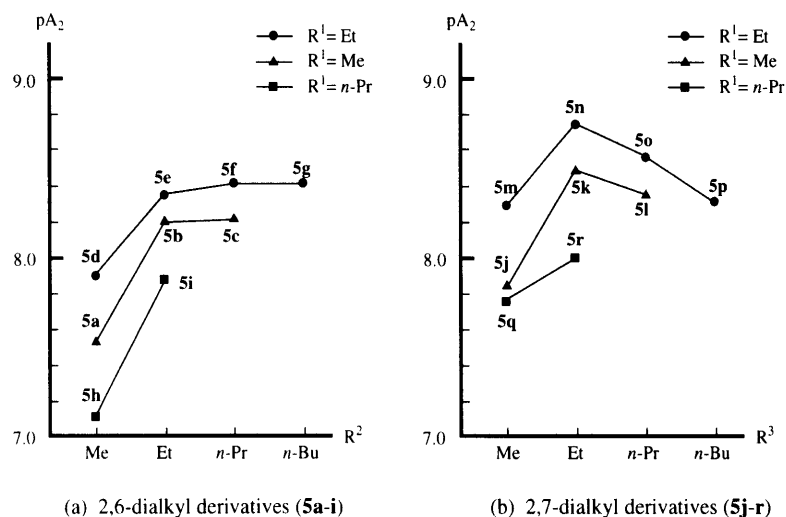 pA₂
R¹= Et
R¹= Me
R¹= n-Pr
9.0
8.0
7.0
5e
5f
5g
5d
5b
5c
5a
5i
5h
Me Et n-Pr n-Bu R²
(a) 2,6-dialkyl derivatives (5a-i)
pA₂
R¹= Et
R¹= Me
R¹= n-Pr
9.0
8.0
7.0
5n
5o
5m
5k
5p
5l
5j
5r
5q
Me Et n-Pr n-Bu R³
(b) 2,7-dialkyl derivatives (5j-r)